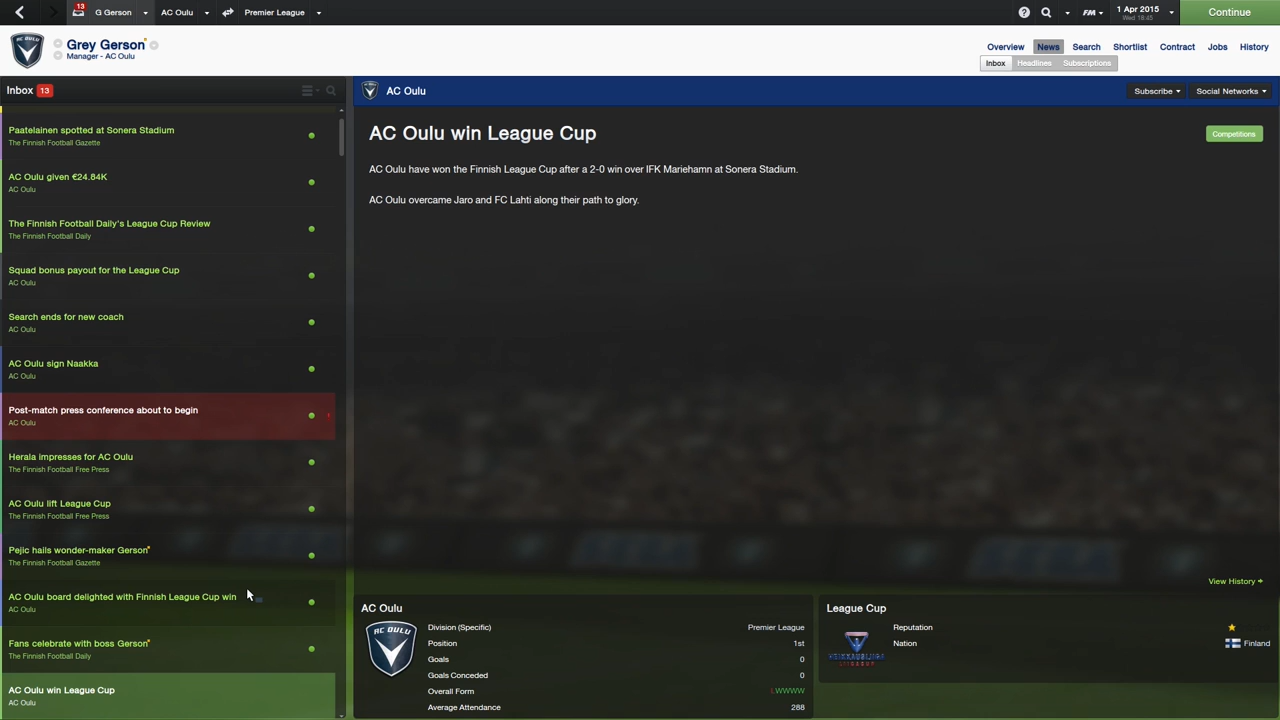 13
G Gerson
AC Oulu
Premier League
FM
1 Apr 2015
Wed 18:45
Continue
AC OULU
Grey Gerson
Manager - AC Oulu
Overview
News
Search
Shortlist
Contract
Jobs
History
Inbox
Headlines
Subscriptions
Inbox 13
Paatelainen spotted at Sonera Stadium
The Finnish Football Gazette
AC Oulu given €24.84K
AC Oulu
The Finnish Football Daily's League Cup Review
The Finnish Football Daily
Squad bonus payout for the League Cup
AC Oulu
Search ends for new coach
AC Oulu
AC Oulu sign Naakka
AC Oulu
Post-match press conference about to begin
AC Oulu
Herala impresses for AC Oulu
The Finnish Football Free Press
AC Oulu lift League Cup
The Finnish Football Free Press
Pejic hails wonder-maker Gerson
The Finnish Football Gazette
AC Oulu board delighted with Finnish League Cup win
AC Oulu
Fans celebrate with boss Gerson
The Finnish Football Daily
AC Oulu win League Cup
AC Oulu
AC Oulu
Subscribe
Social Networks
AC Oulu win League Cup
Competitions
AC Oulu have won the Finnish League Cup after a 2-0 win over IFK Mariehamn at Sonera Stadium.
AC Oulu overcame Jaro and FC Lahti along their path to glory.
View History
AC Oulu
AC OULU
Division (Specific) Premier League
Position 1st
Goals 0
Goals Conceded 0
Overall Form LWWWW
Average Attendance 288
League Cup
Reputation
Nation Finland